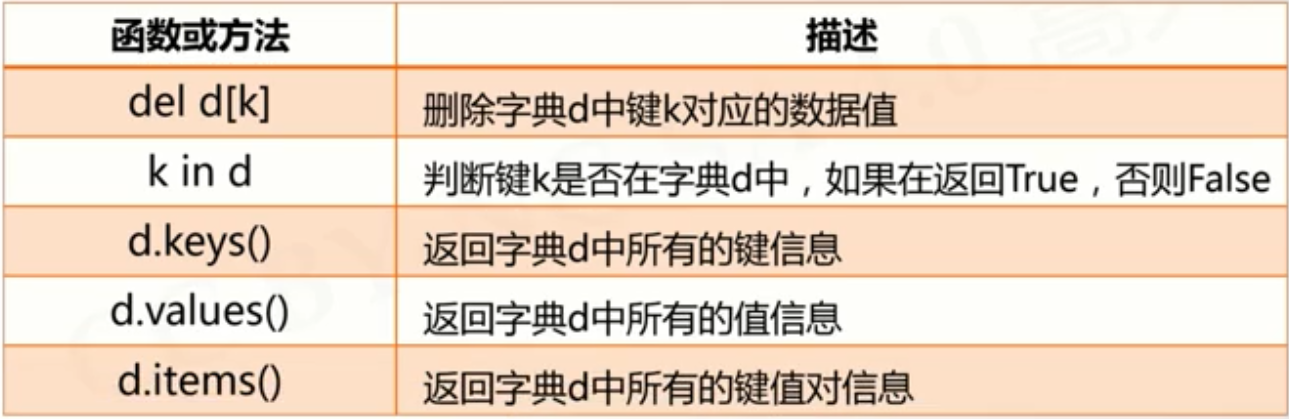 函数或方法 描述
del d[k] 删除字典d中键k对应的数据值
k in d 判断键k是否在字典d中，如果在返回True，否则False
d.keys() 返回字典d中所有的键信息
d.values() 返回字典d中所有的值信息
d.items() 返回字典d中所有的键值对信息